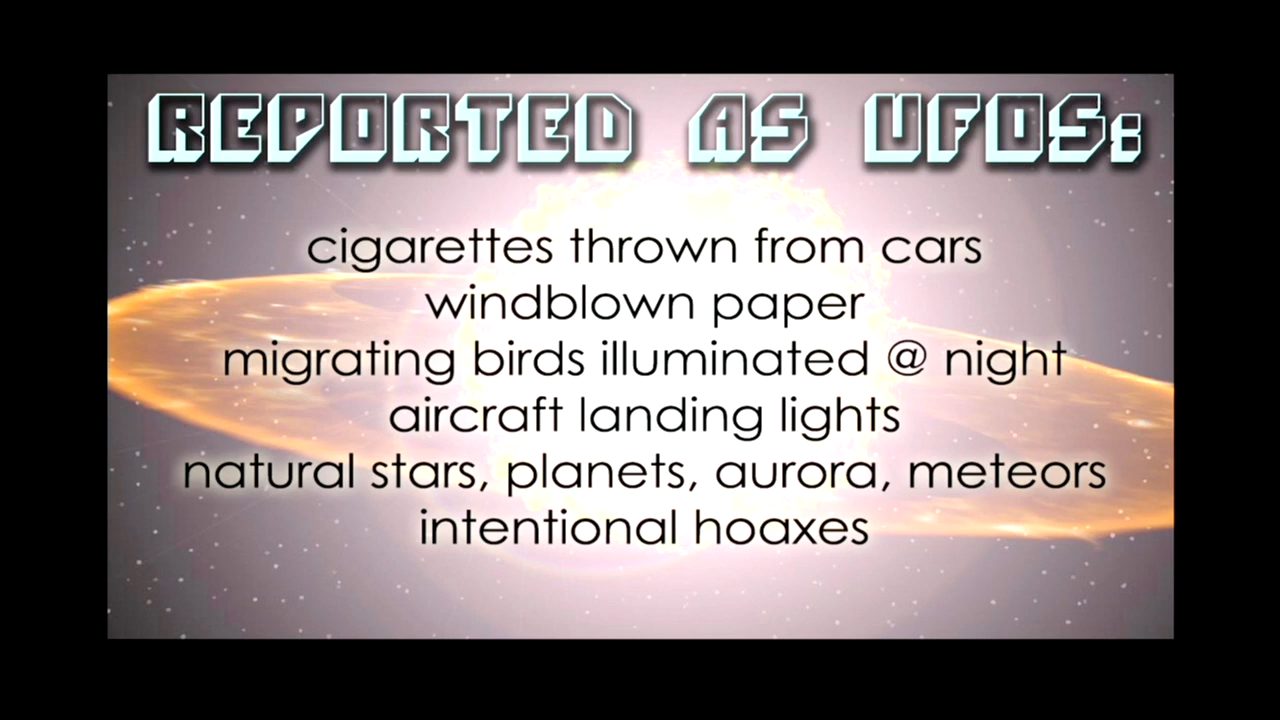 REPORTED AS UFOS:
cigarettes thrown from cars
windblown paper
migrating birds illuminated @ night
aircraft landing lights
natural stars, planets, aurora, meteors
intentional hoaxes